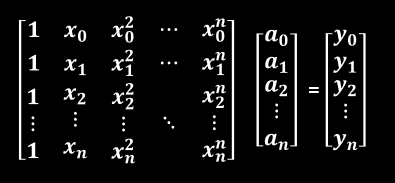 1 x₀ x₀² ⋯ x₀ⁿ a₀ y₀
1 x₁ x₁² ⋯ x₁ⁿ a₁ y₁
1 x₂ x₂² x₂ⁿ a₂ = y₂
⋮ ⋮ ⋮ ⋱ ⋮ ⋮ ⋮
1 xₙ xₙ² xₙⁿ aₙ yₙ